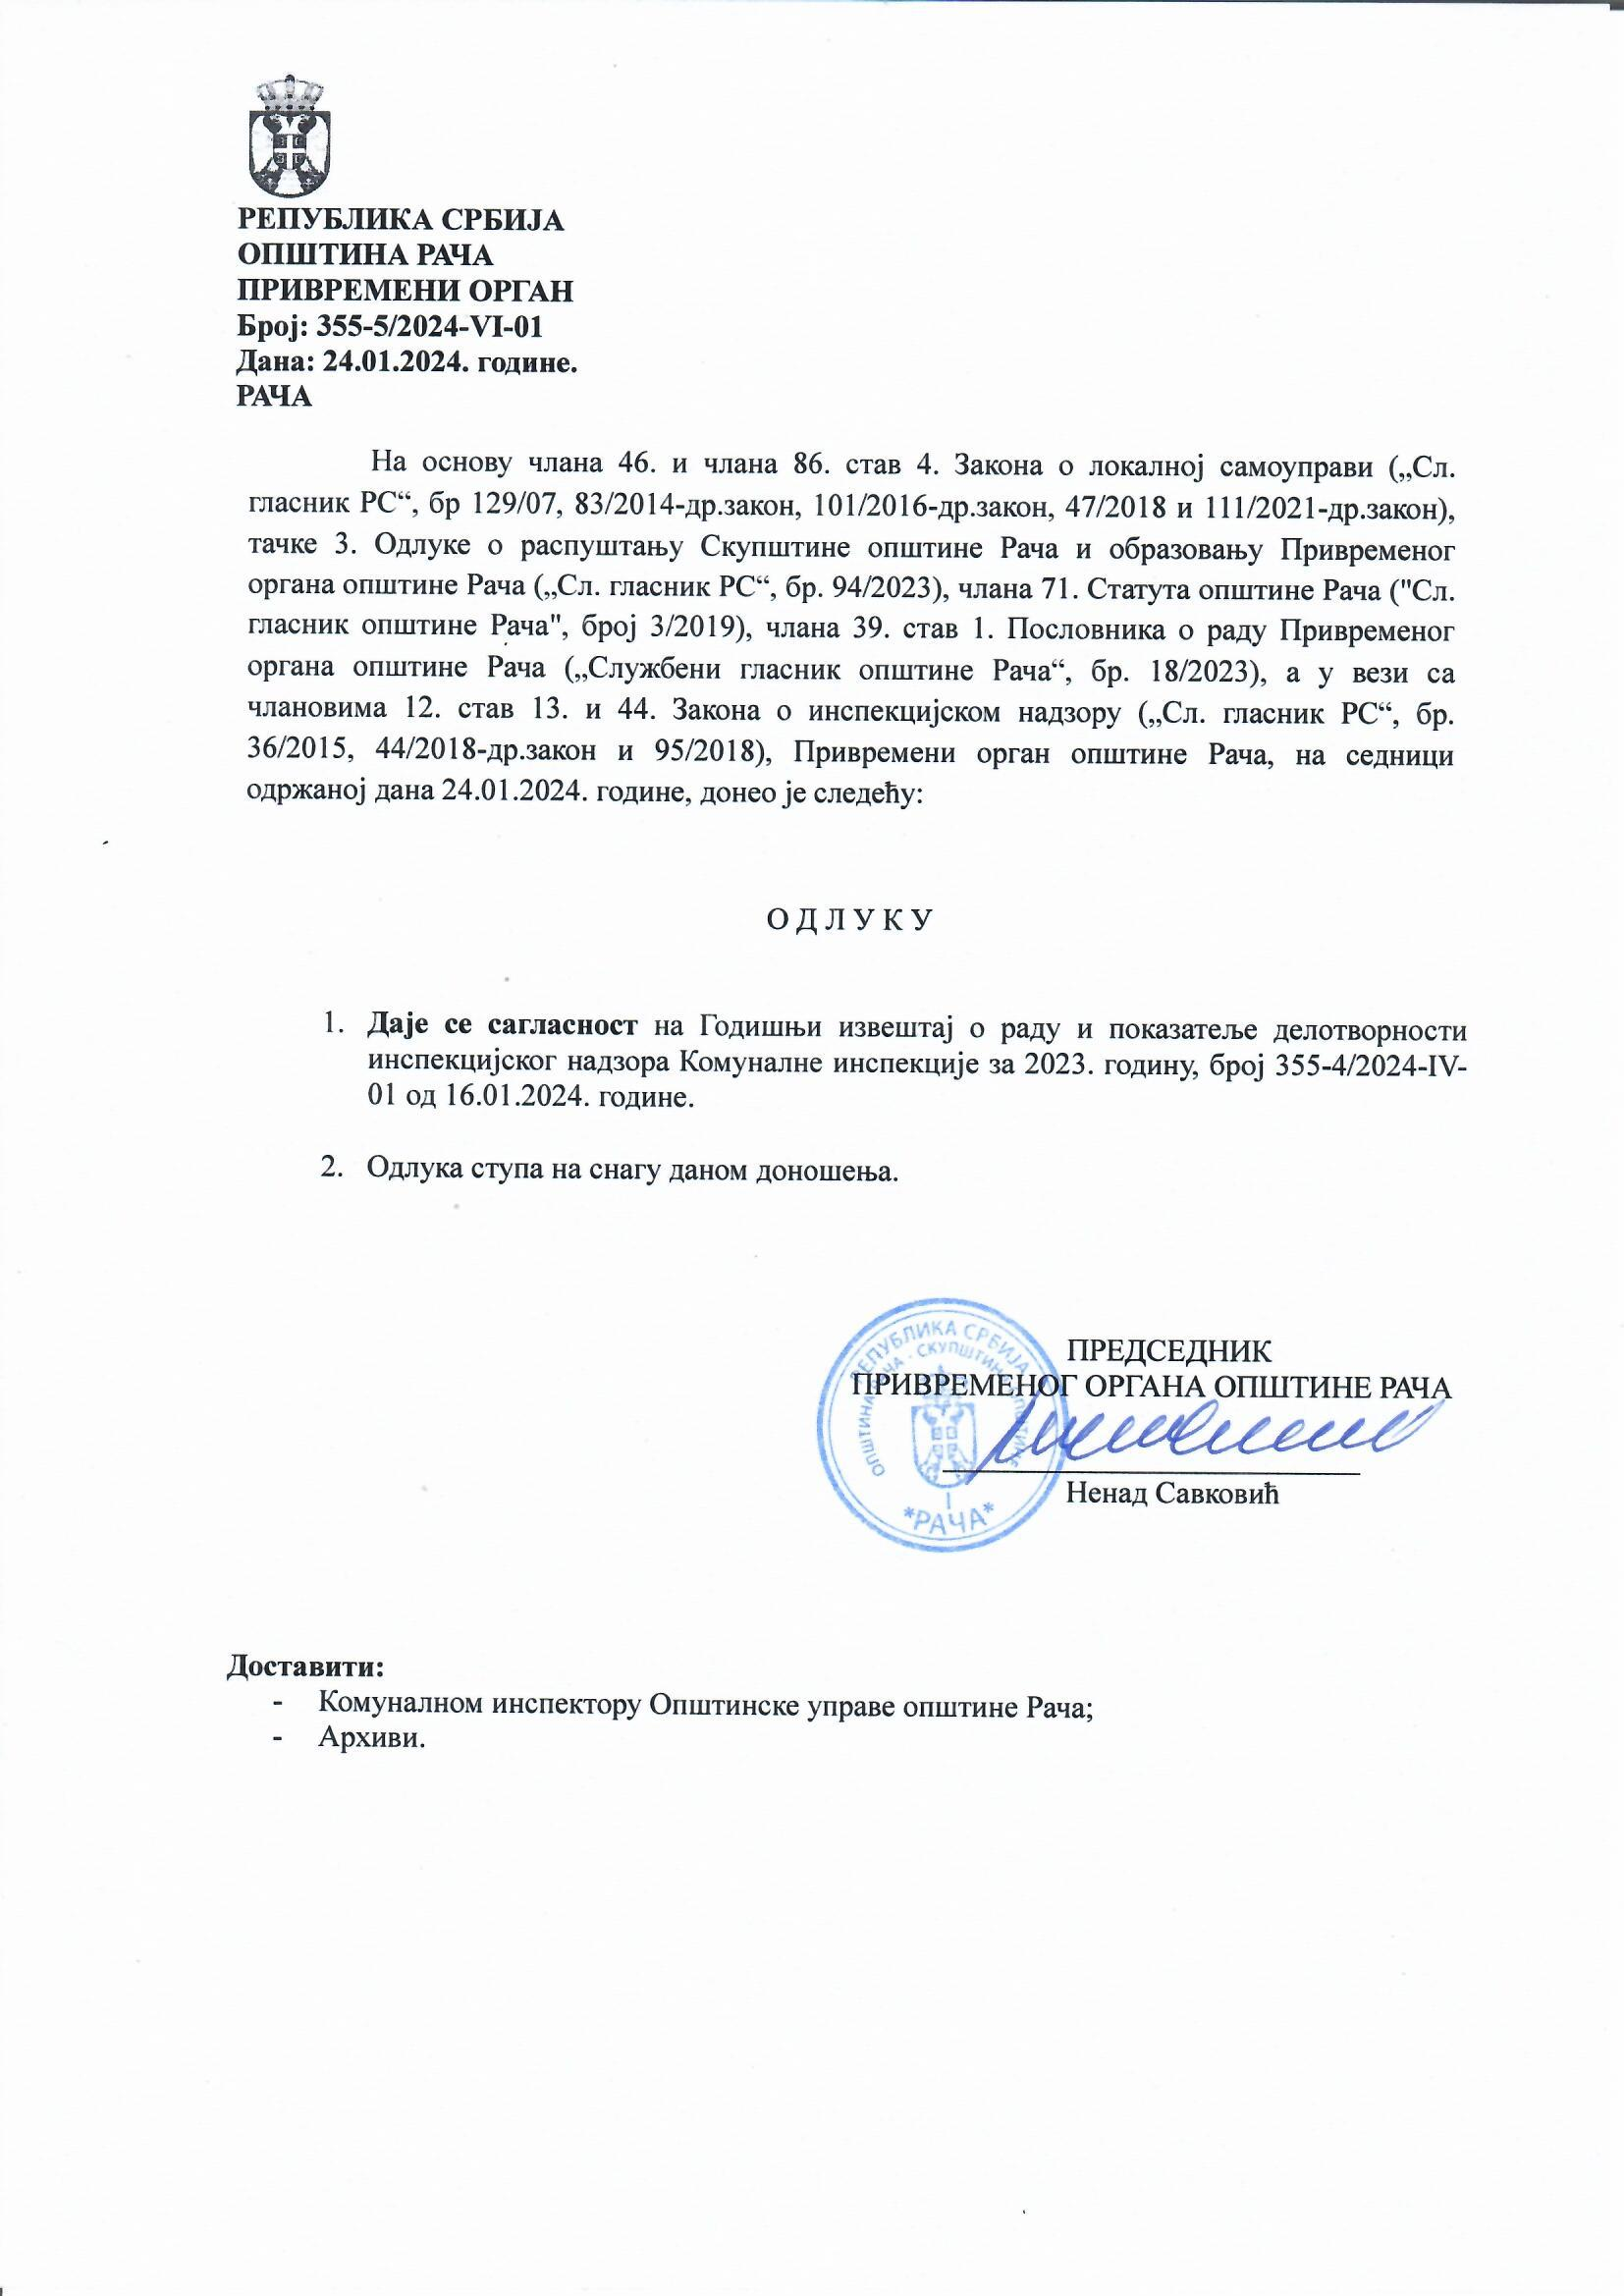 РЕПУБЛИКА СРБИЈА
ОПШТИНА РАЧА
ПРИВРЕМЕНИ ОРГАН
Број: 355-5/2024-VI-01
Дана: 24.01.2024. године.
РАЧА
На основу члана 46. и члана 86. став 4. Закона о локалној самоуправи („Сл.
гласник РС“, бр 129/07, 83/2014-др.закон, 101/2016-др.закон, 47/2018 и 111/2021-др.закон),
тачке 3. Одлуке о распуштању Скупштине општине Рача и образовању Привременог
органа општине Рача („Сл. гласник РС“, бр. 94/2023), члана 71. Статута општине Рача ("Сл.
гласник општине Рача", број 3/2019), члана 39. став 1. Пословника о раду Привременог
органа општине Рача („Службени гласник општине Рача“, бр. 18/2023), а у вези са
члановима 12. став 13. и 44. Закона о инспекцијском надзору („Сл. гласник РС“, бр.
36/2015, 44/2018-др.закон и 95/2018), Привремени орган општине Рача, на седници
одржаној дана 24.01.2024. године, донео је следећу:
О Д Л У К У
1. Даје се сагласност на Годишњи извештај о раду и показатеље делотворности
инспекцијског надзора Комуналне инспекције за 2023. годину, број 355-4/2024-IV-
01 од 16.01.2024. године.
2. Одлука ступа на снагу даном доношења.
ПРЕДСЕДНИК
ПРИВРЕМЕНОГ ОРГАНА ОПШТИНЕ РАЧА
Ненад Савковић
РЕПУБЛИКА СРБИЈА
ОПШТИНА РАЧА - СКУПШТИНА ОПШТИНЕ
I
*РАЧА*
Доставити:
- Комуналном инспектору Општинске управе општине Рача;
- Архиви.